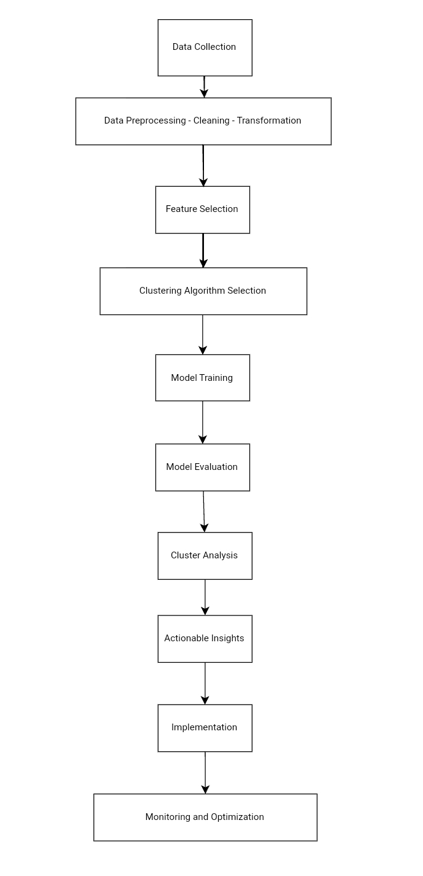 Data Collection
Data Preprocessing - Cleaning - Transformation
Feature Selection
Clustering Algorithm Selection
Model Training
Model Evaluation
Cluster Analysis
Actionable Insights
Implementation
Monitoring and Optimization